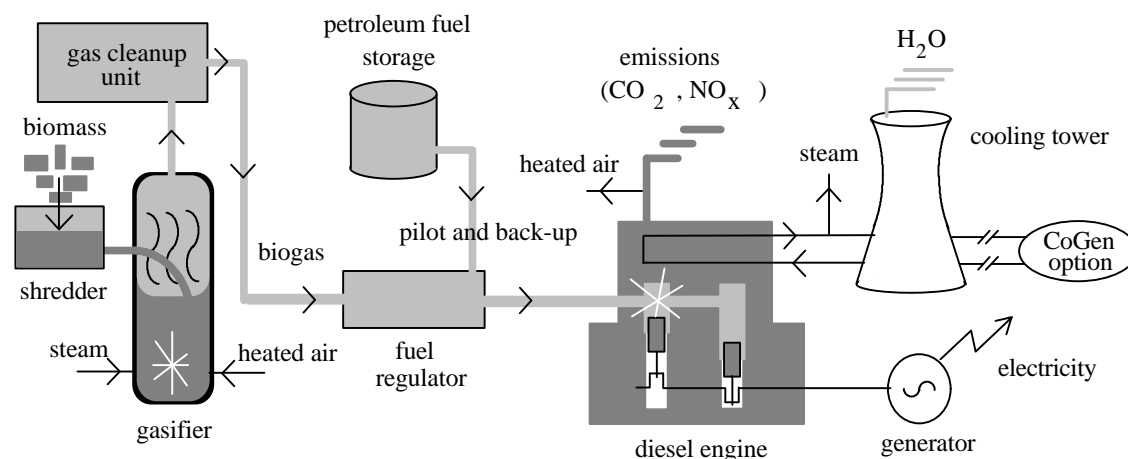 petroleum fuel
storage
emissions
(CO2 , NOx )
H2O
gas cleanup
unit
biomass
heated air
steam
cooling tower
pilot and back-up
biogas
CoGen
option
shredder
steam
heated air
fuel
regulator
electricity
gasifier
diesel engine
generator